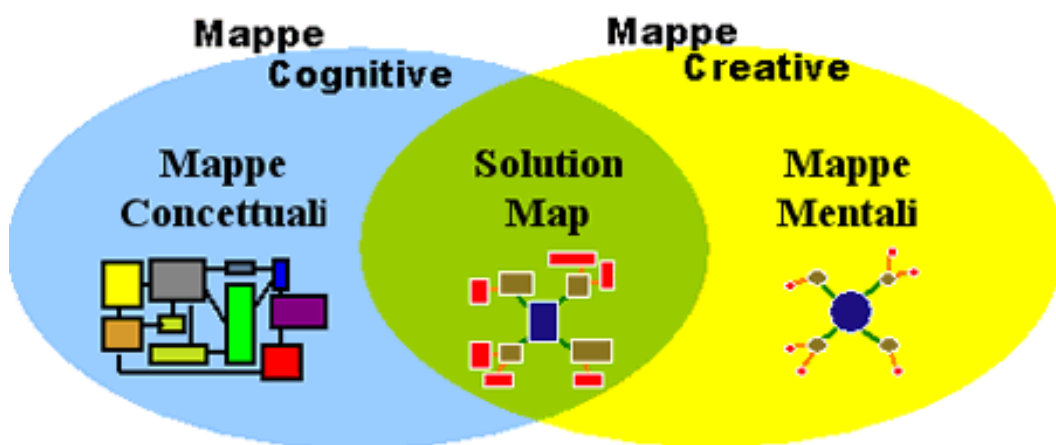 Mappe
Cognitive
Mappe
Creative
Mappe
Concettuali
Solution
Map
Mappe
Mentali